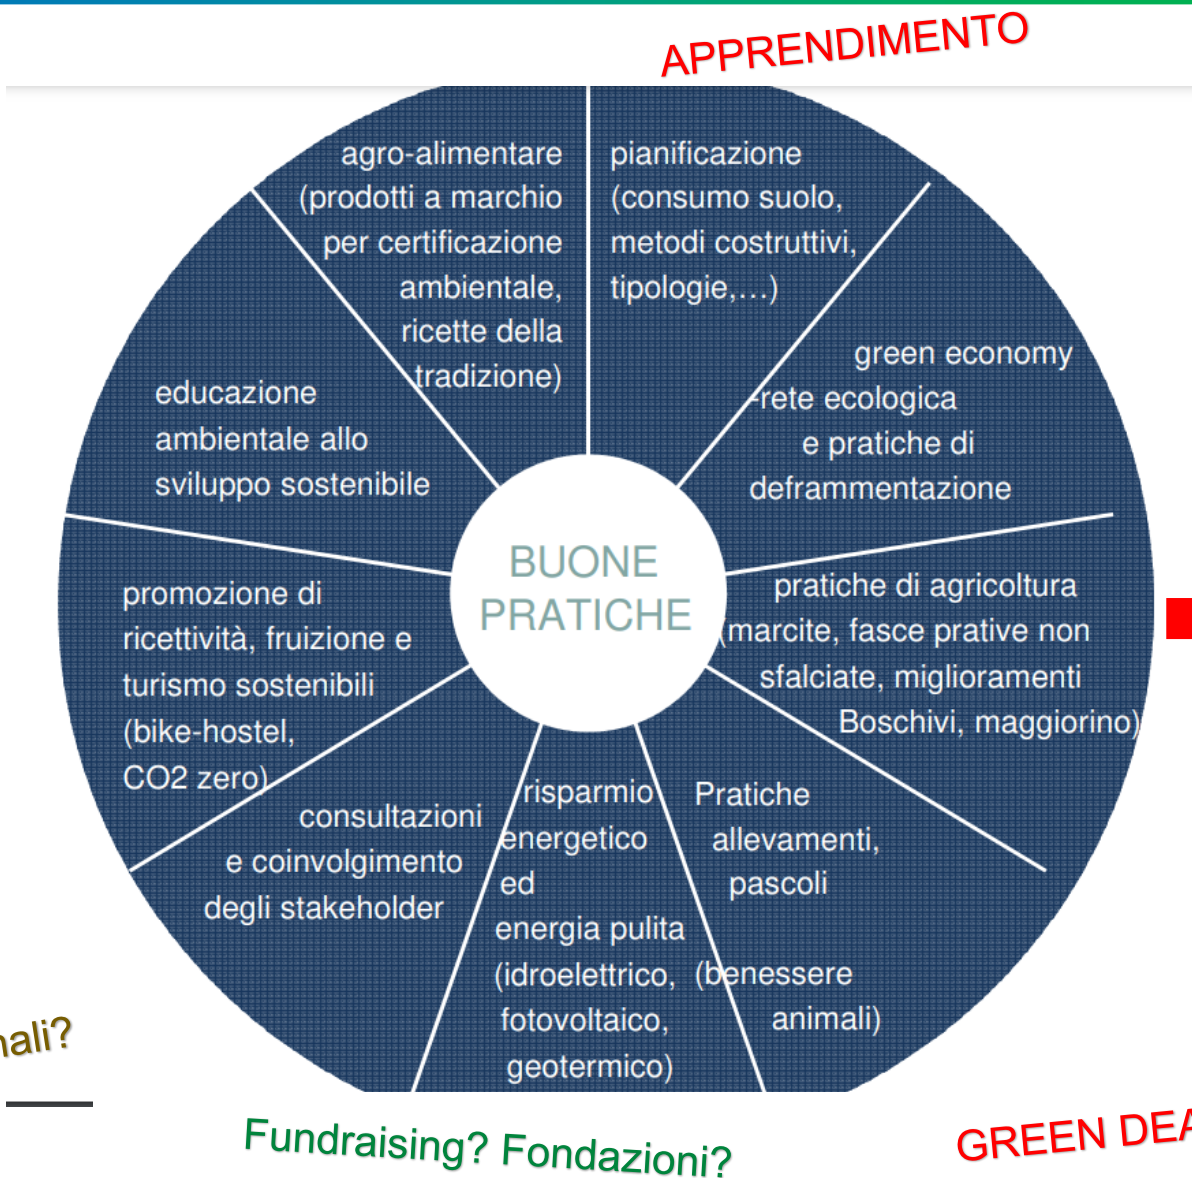 APPRENDIMENTO
agro-alimentare
(prodotti a marchio
per certificazione
ambientale,
ricette della
tradizione)
pianificazione
(consumo suolo,
metodi costruttivi,
tipologie,...)
green economy
-rete ecologica
e pratiche di
deframmentazione
pratiche di agricoltura
(marcite, fasce prative non
sfalciate, miglioramenti
Boschivi, maggiorino)
Pratiche
allevamenti,
pascoli
(benessere
animali)
risparmio
energetico
ed
energia pulita
(idroelettrico,
fotovoltaico,
geotermico)
consultazioni
e coinvolgimento
degli stakeholder
promozione di
ricettività, fruizione e
turismo sostenibili
(bike-hostel,
CO2 zero)
educazione
ambientale allo
sviluppo sostenibile
BUONE
PRATICHE
Fundraising? Fondazioni?
GREEN